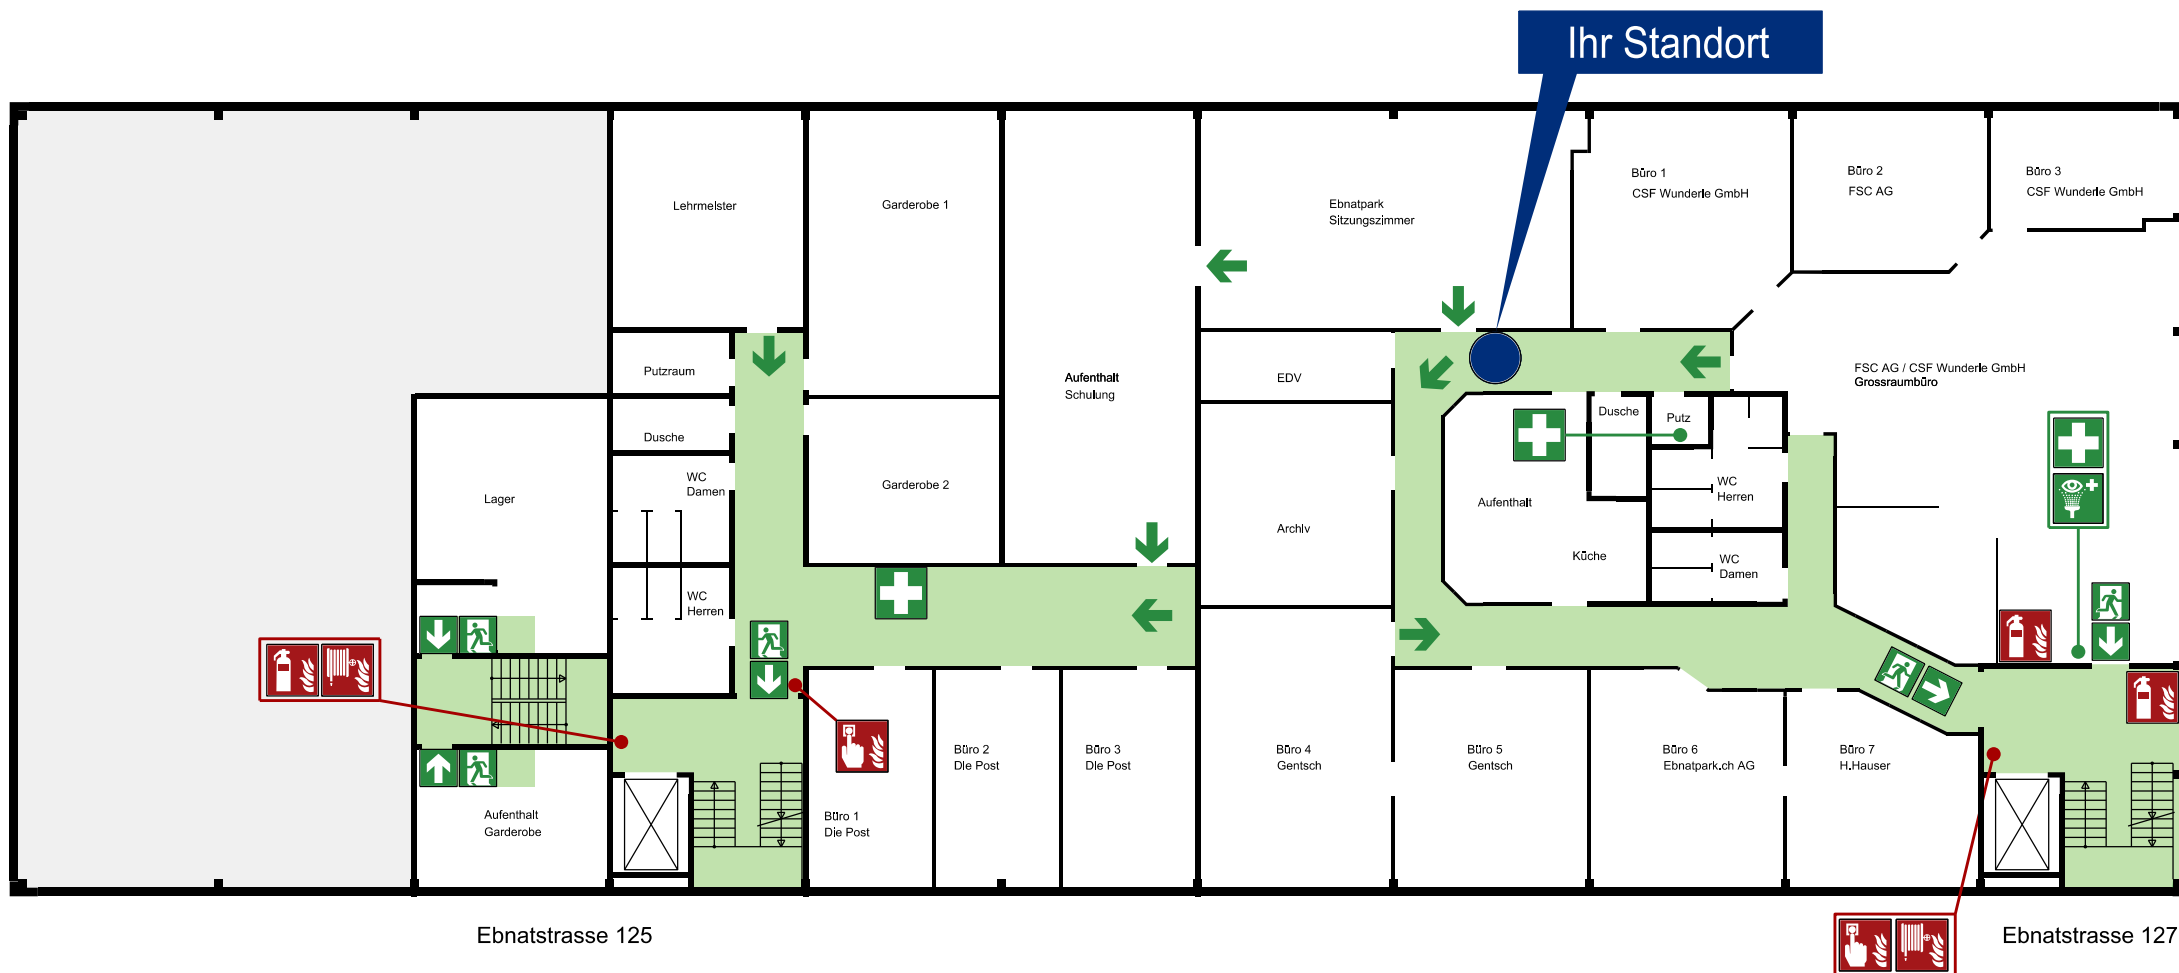 Ihr Standort
Lehrmeister
Garderobe 1
Ebnatpark
Sitzungszimmer
Büro 1
CSF Wunderle GmbH
Büro 2
FSC AG
Büro 3
CSF Wunderle GmbH
Putzraum
Aufenthalt
Schulung
EDV
FSC AG / CSF Wunderle GmbH
Grossraumbüro
Dusche
Dusche
Putz
Lager
WC
Damen
Garderobe 2
Archiv
Aufenthalt
Küche
WC
Herren
WC
Damen
WC
Herren
Aufenthalt
Garderobe
Büro 1
Die Post
Büro 2
Die Post
Büro 3
Die Post
Büro 4
Gentsch
Büro 5
Gentsch
Büro 6
Ebnatpark.ch AG
Büro 7
H.Hauser
Ebnatstrasse 125
Ebnatstrasse 127